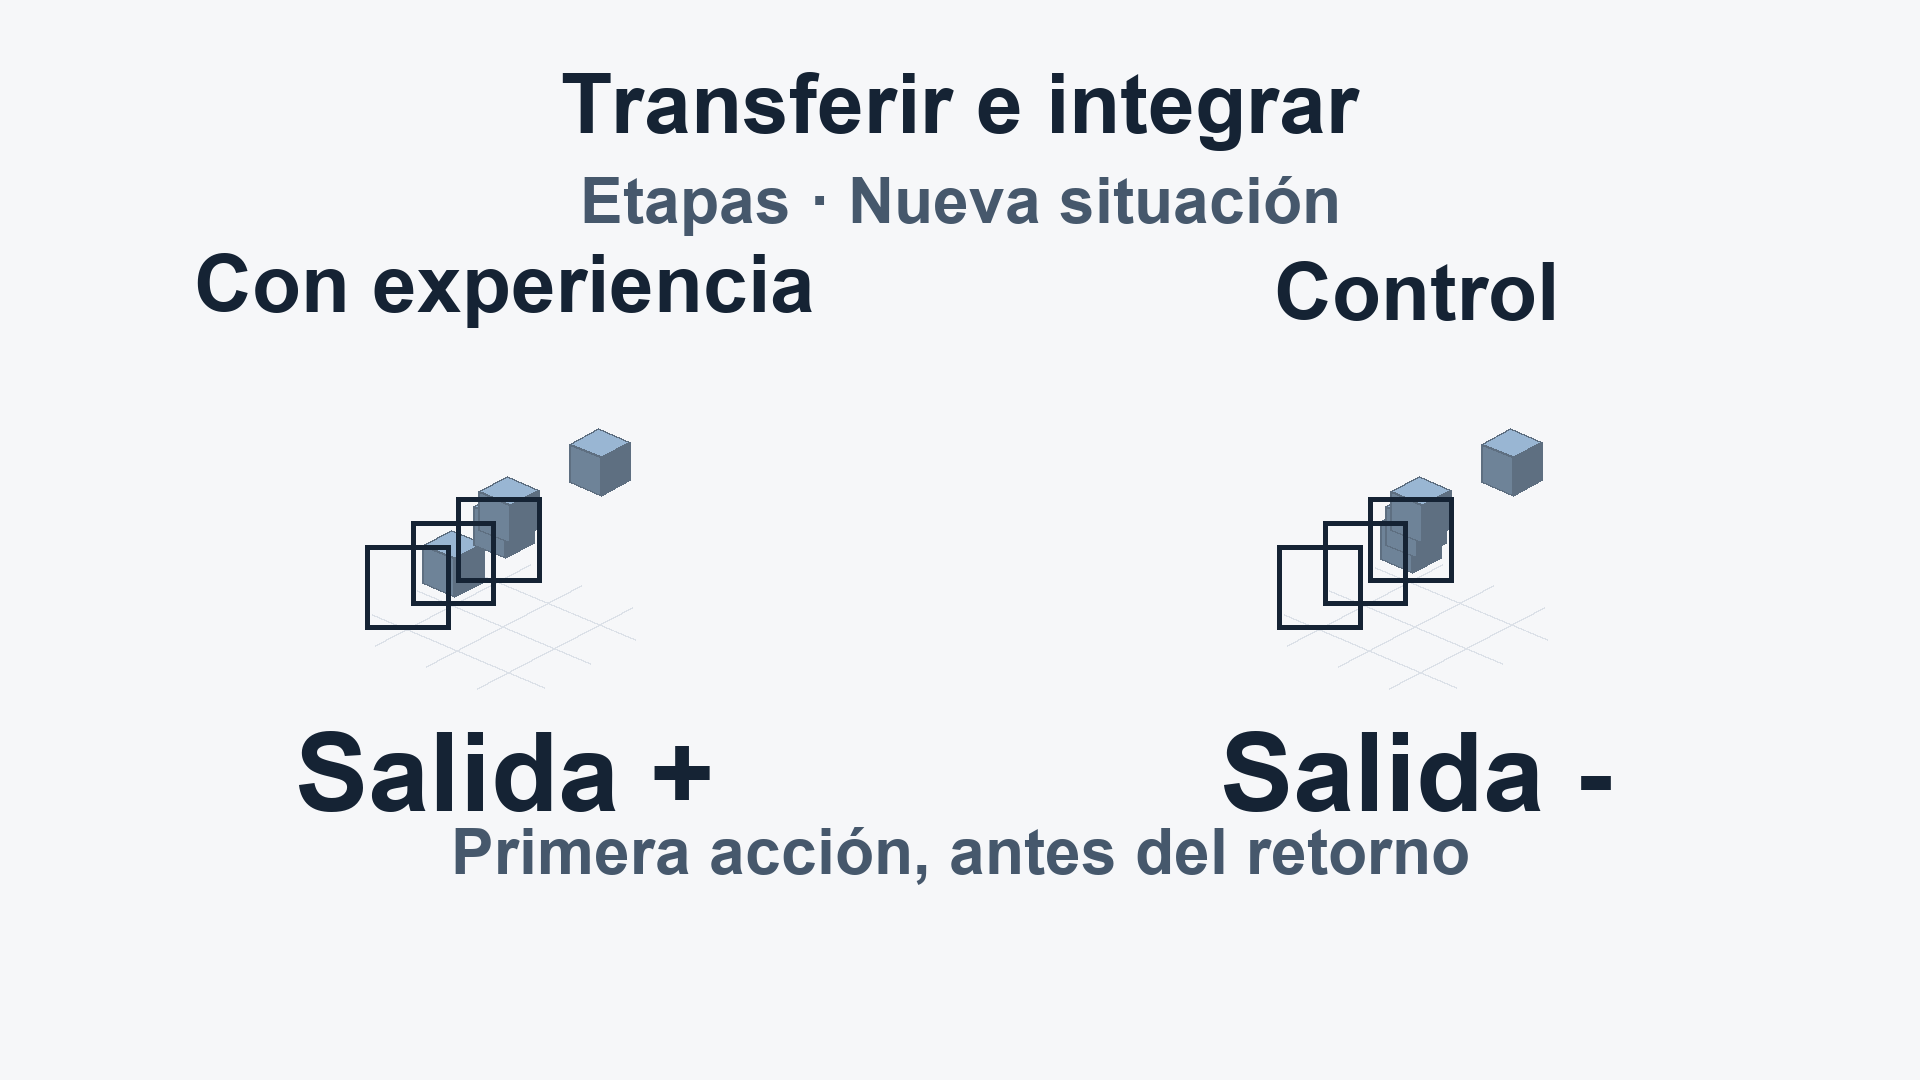 Transferir e integrar
Etapas · Nueva situación
Con experiencia
Control
Salida +
Salida -
Primera acción, antes del retorno